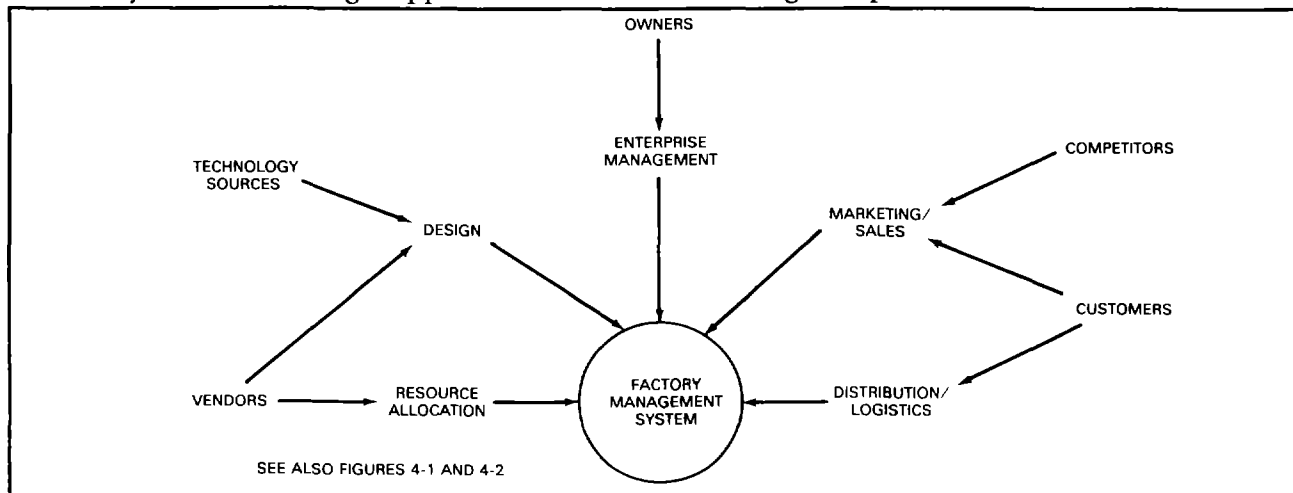 OWNERS
ENTERPRISE
MANAGEMENT
TECHNOLOGY
SOURCES
COMPETITORS
DESIGN
MARKETING/
SALES
CUSTOMERS
VENDORS
RESOURCE
ALLOCATION
FACTORY
MANAGEMENT
SYSTEM
DISTRIBUTION/
LOGISTICS
SEE ALSO FIGURES 4-1 AND 4-2